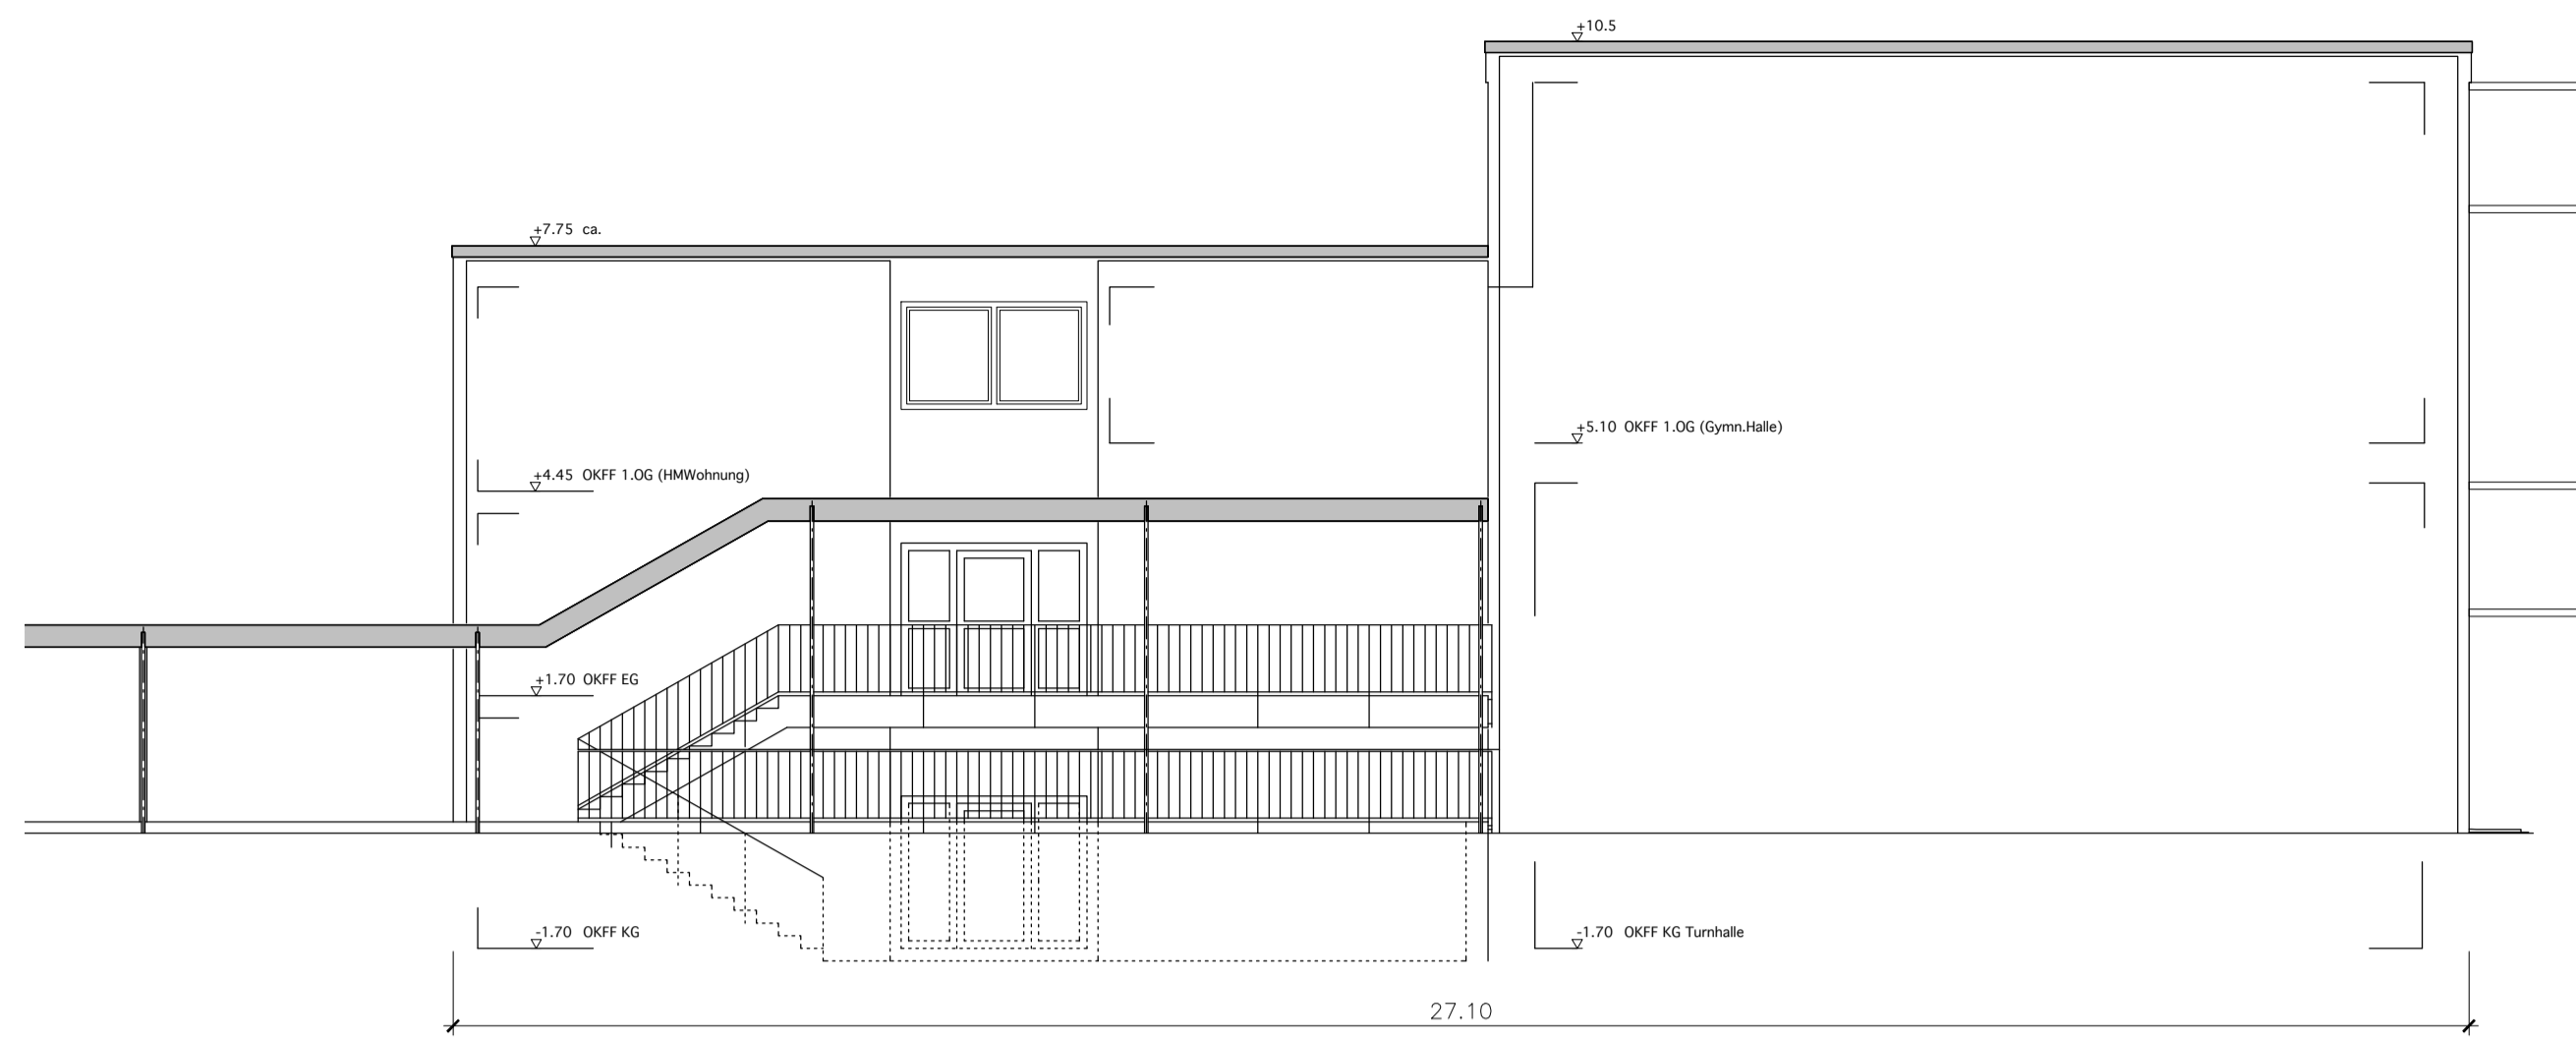 +10.5
+7.75 ca.
+5.10 OKFF 1.OG (Gymn.Halle)
+4.45 OKFF 1.OG (HMWohnung)
+1.70 OKFF EG
-1.70 OKFF KG
-1.70 OKFF KG Turnhalle
27.10